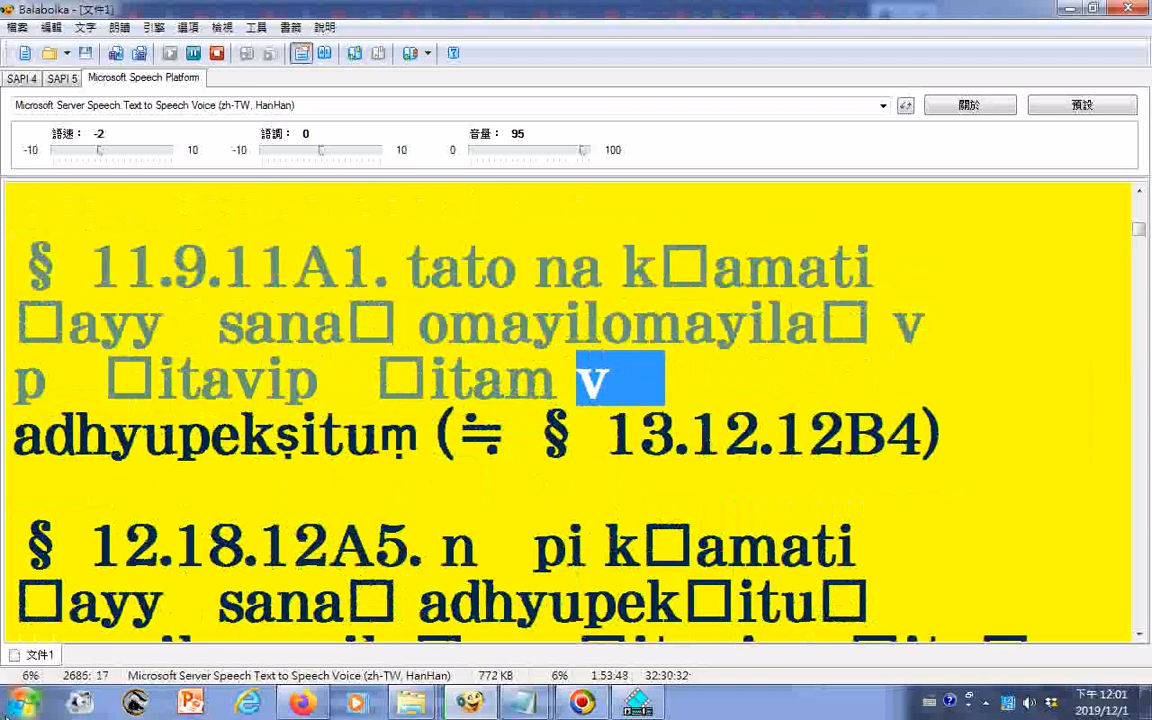 Balabolka - [文件1]
檔案 編輯 文字 朗讀 引擎 選項 檢視 工具 書籤 說明
SAPI 4 SAPI 5 Microsoft Speech Platform
Microsoft Server Speech Text to Speech Voice (zh-TW, HanHan) 關於 預設
語速： -2 語調： 0 音量： 95
-10 10 -10 10 0 100
§ 11.9.11A1. tato na k□amati
□ayy sana□ omayilomayila□ v
p □itavip □itam v
adhyupekṣituṃ (≒ § 13.12.12B4)
§ 12.18.12A5. n pi k□amati
□ayy sana□ adhyupek□itu□
文件1
6% 2686: 17 Microsoft Server Speech Text to Speech Voice (zh-TW, HanHan) 772 KB 6% 1:53:48 32:30:32
下午 12:01
2019/12/1